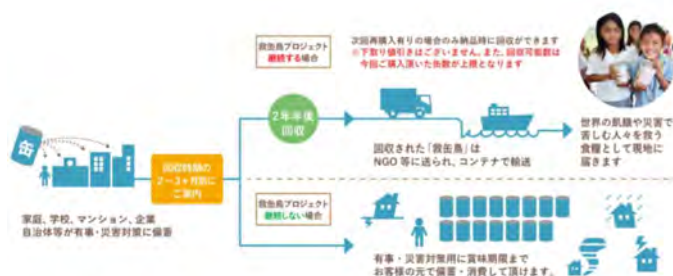 救缶鳥プロジェクト
継続する場合
次回再購入有りの場合のみ納品時に回収ができます
※下取り値引きはございません。また、回収可能数は
今回ご購入頂いた缶数が上限となります
缶
2年半後
回収
回収時期の
2〜3ヶ月前に
ご案内
家庭、学校、マンション、企業
自治体等が有事・災害対策に備蓄
回収された「救缶鳥」は
NGO等に送られ、コンテナで輸送
世界の飢餓や災害で
苦しむ人々を救う
食糧として現地に
届きます
救缶鳥プロジェクト
継続しない場合
有事・災害対策用に賞味期限まで
お客様の元で備蓄・消費して頂けます。